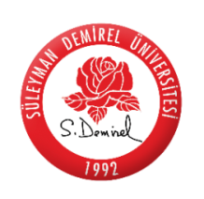 SÜLEYMAN DEMİREL ÜNİVERSİTESİ
S. Demirel
1992